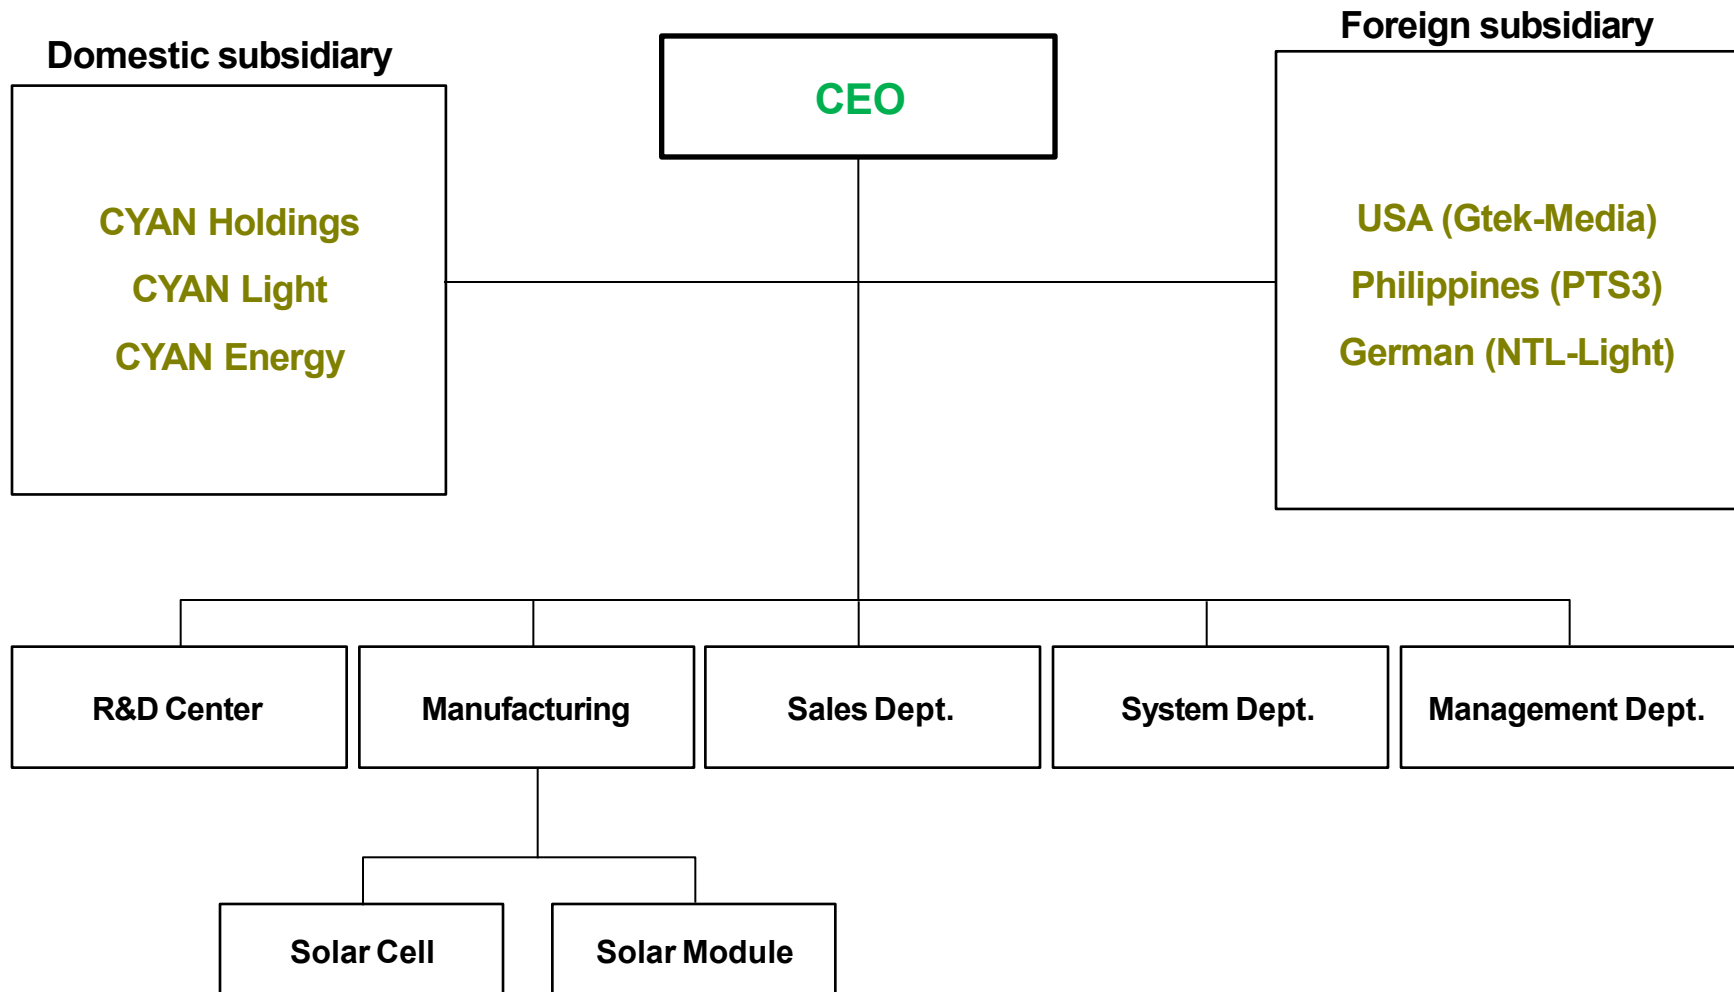 Domestic subsidiary
CYAN Holdings
CYAN Light
CYAN Energy
CEO
Foreign subsidiary
USA (Gtek-Media)
Philippines (PTS3)
German (NTL-Light)
R&D Center
Manufacturing
Sales Dept.
System Dept.
Management Dept.
Solar Cell
Solar Module